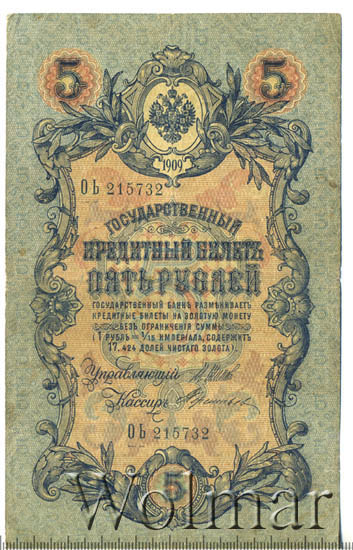 5 5
1909
ОЬ 215732
ГОСУДАРСТВЕННЫЙ
КРЕДИТНЫЙ БИЛЕТЪ
ПЯТЬ РУБЛЕЙ
ГОСУДАРСТВЕННЫЙ БАНКЪ РАЗМѢНИВАЕТЪ
КРЕДИТНЫЕ БИЛЕТЫ НА ЗОЛОТУЮ МОНЕТУ
БЕЗЪ ОГРАНИЧЕНІЯ СУММЫ
(1 РУБЛЬ = 1/15 ИМПЕРІАЛА, СОДЕРЖИТЪ
17,424 ДОЛЕЙ ЧИСТАГО ЗОЛОТА).
Управляющій
Кассиръ
ОЬ 215732
5
Wolmar